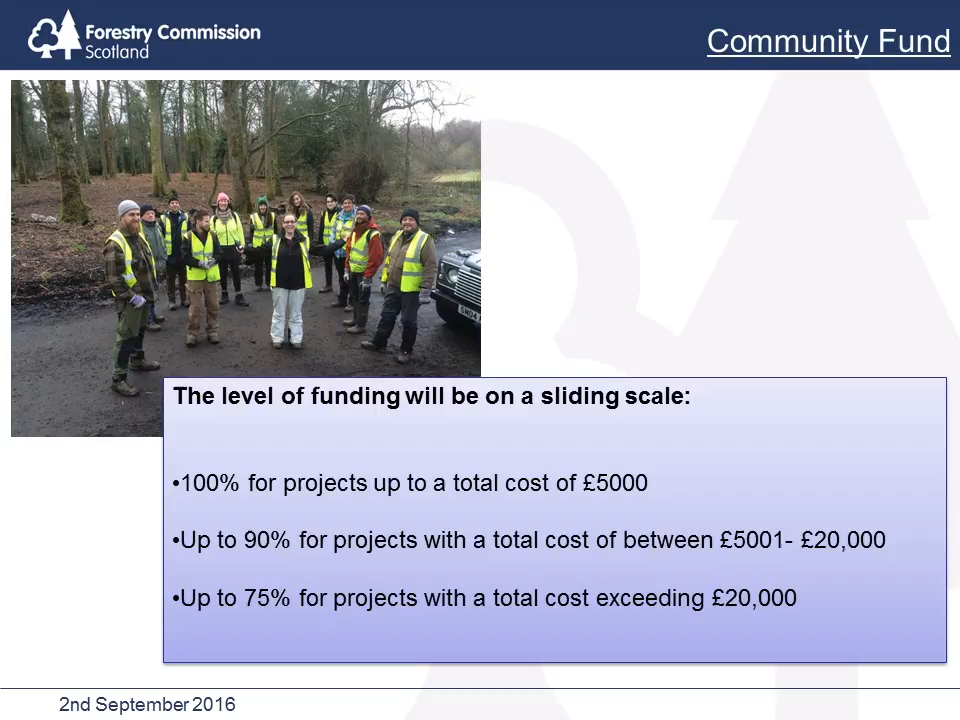 Forestry Commission
Scotland
Community Fund
The level of funding will be on a sliding scale:
•100% for projects up to a total cost of £5000
•Up to 90% for projects with a total cost of between £5001- £20,000
•Up to 75% for projects with a total cost exceeding £20,000
2nd September 2016